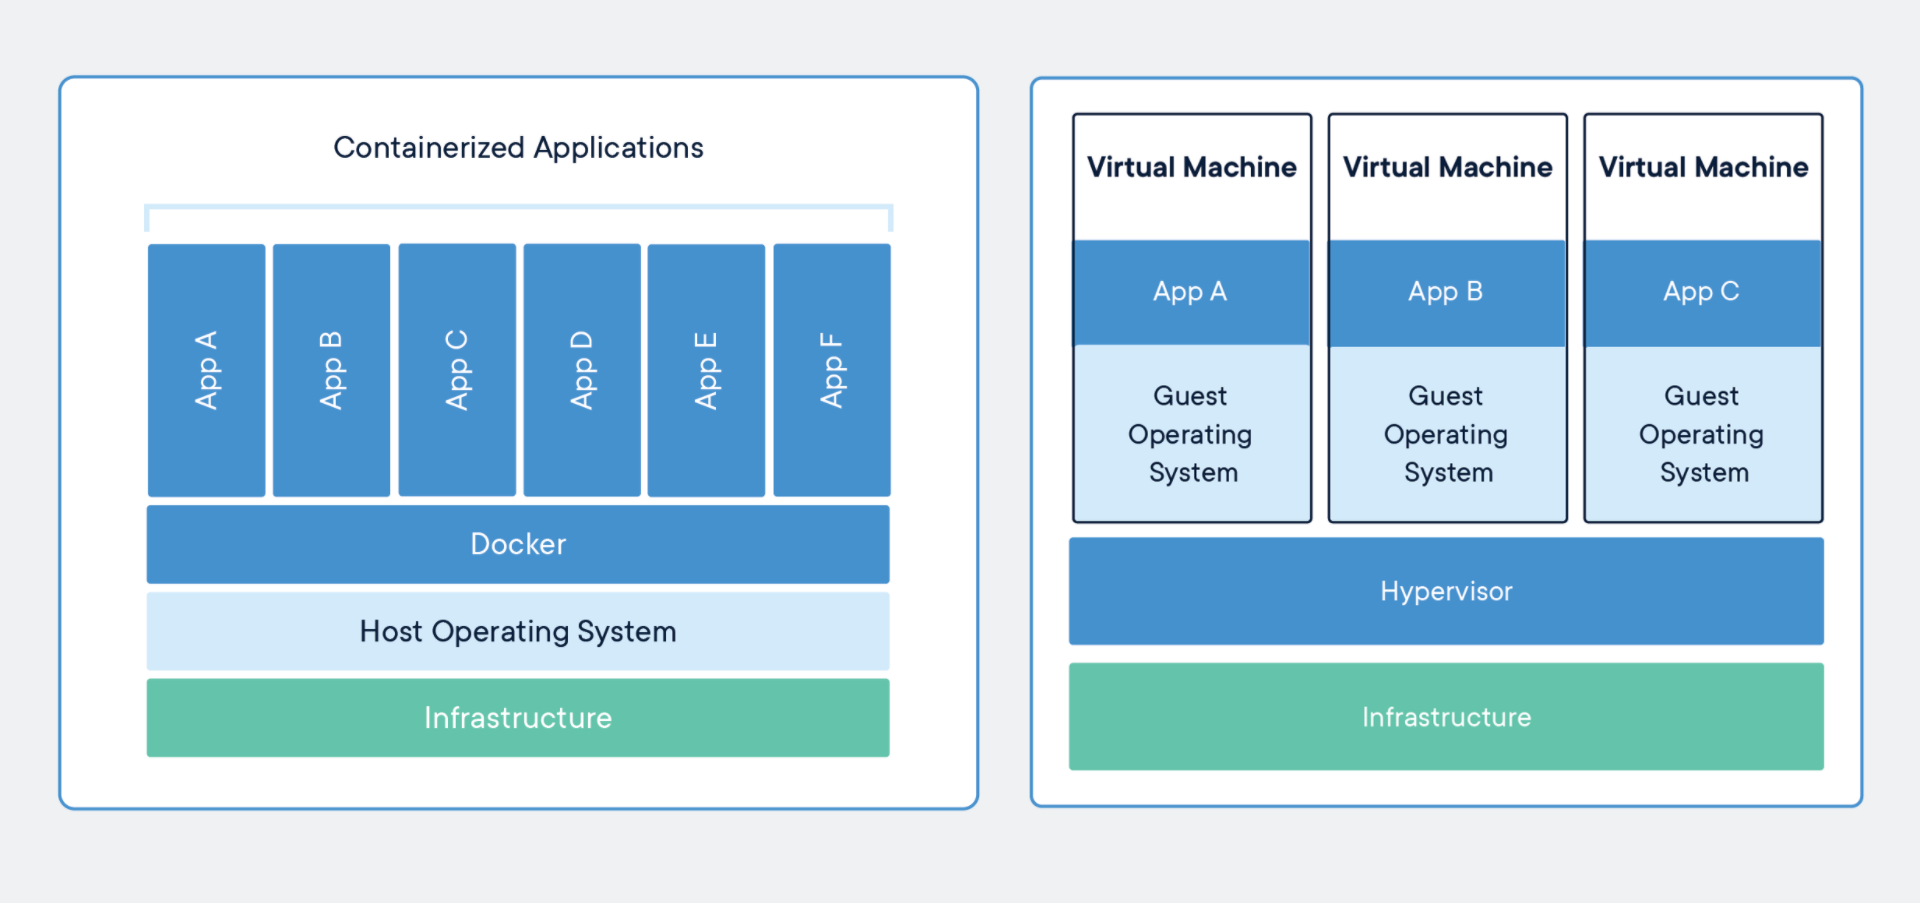 Containerized Applications
App A
App B
App C
App D
App E
App F
Docker
Host Operating System
Infrastructure
Virtual Machine
App A
Guest
Operating
System
Virtual Machine
App B
Guest
Operating
System
Virtual Machine
App C
Guest
Operating
System
Hypervisor
Infrastructure